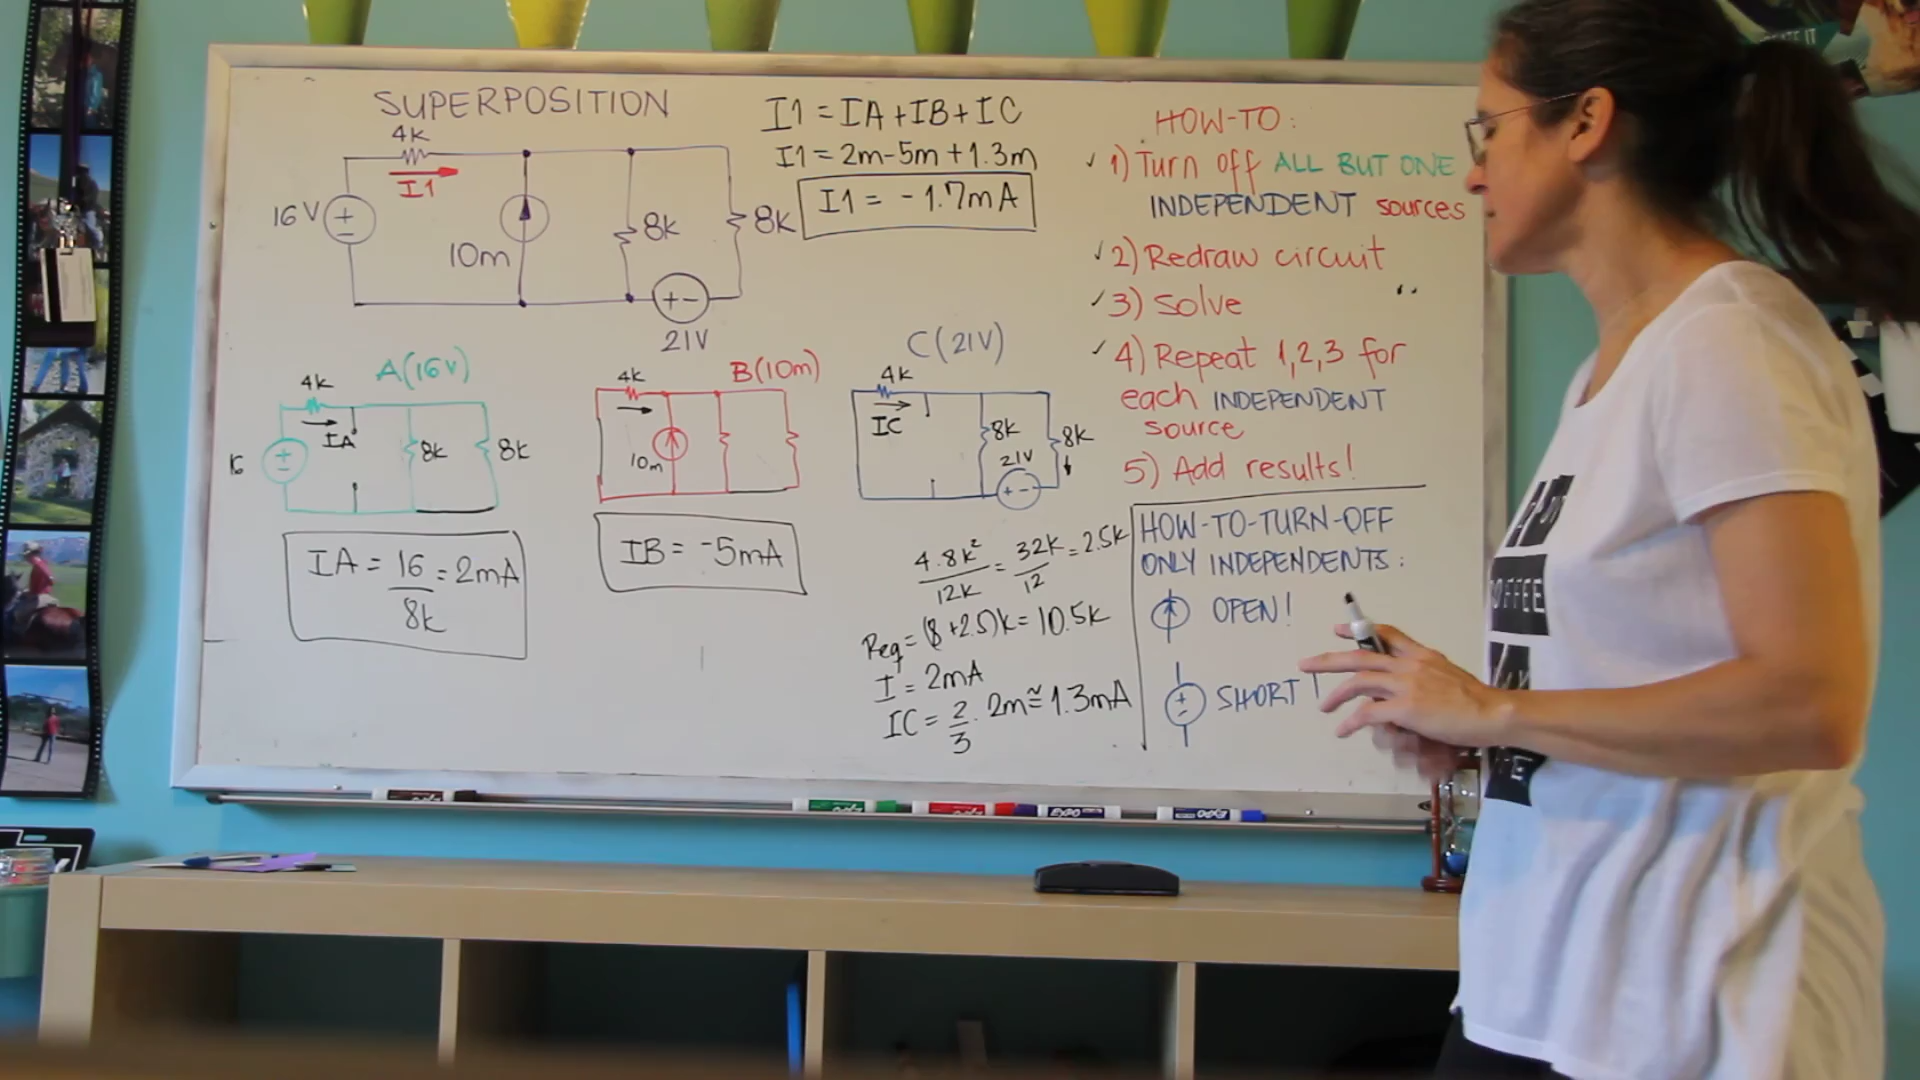 SUPERPOSITION
4k
I1
16V
+
-
10m
8k
8k
+ -
21V
I1 = IA + IB + IC
I1 = 2m - 5m + 1.3m
I1 = - 1.7mA
A (16V)
4k
IA
16
+
-
8k
8k
IA = 16/8k = 2mA
B (10m)
4k
10m
IB = -5mA
C (21V)
4k
IC
8k
8k
21V
+ -
4.8k²/12k = 32k/12 = 2.5k
Req = (8 + 2.5)k = 10.5k
I = 2mA
IC = 2/3 . 2m ≅ 1.3mA
HOW-TO:
✓ 1) Turn off ALL BUT ONE
INDEPENDENT sources
✓ 2) Redraw circuit
✓ 3) Solve
✓ 4) Repeat 1,2,3 for
each INDEPENDENT
source
5) Add results!
HOW-TO-TURN-OFF
ONLY INDEPENDENTS:
OPEN!
+
-
SHORT !
EXPO